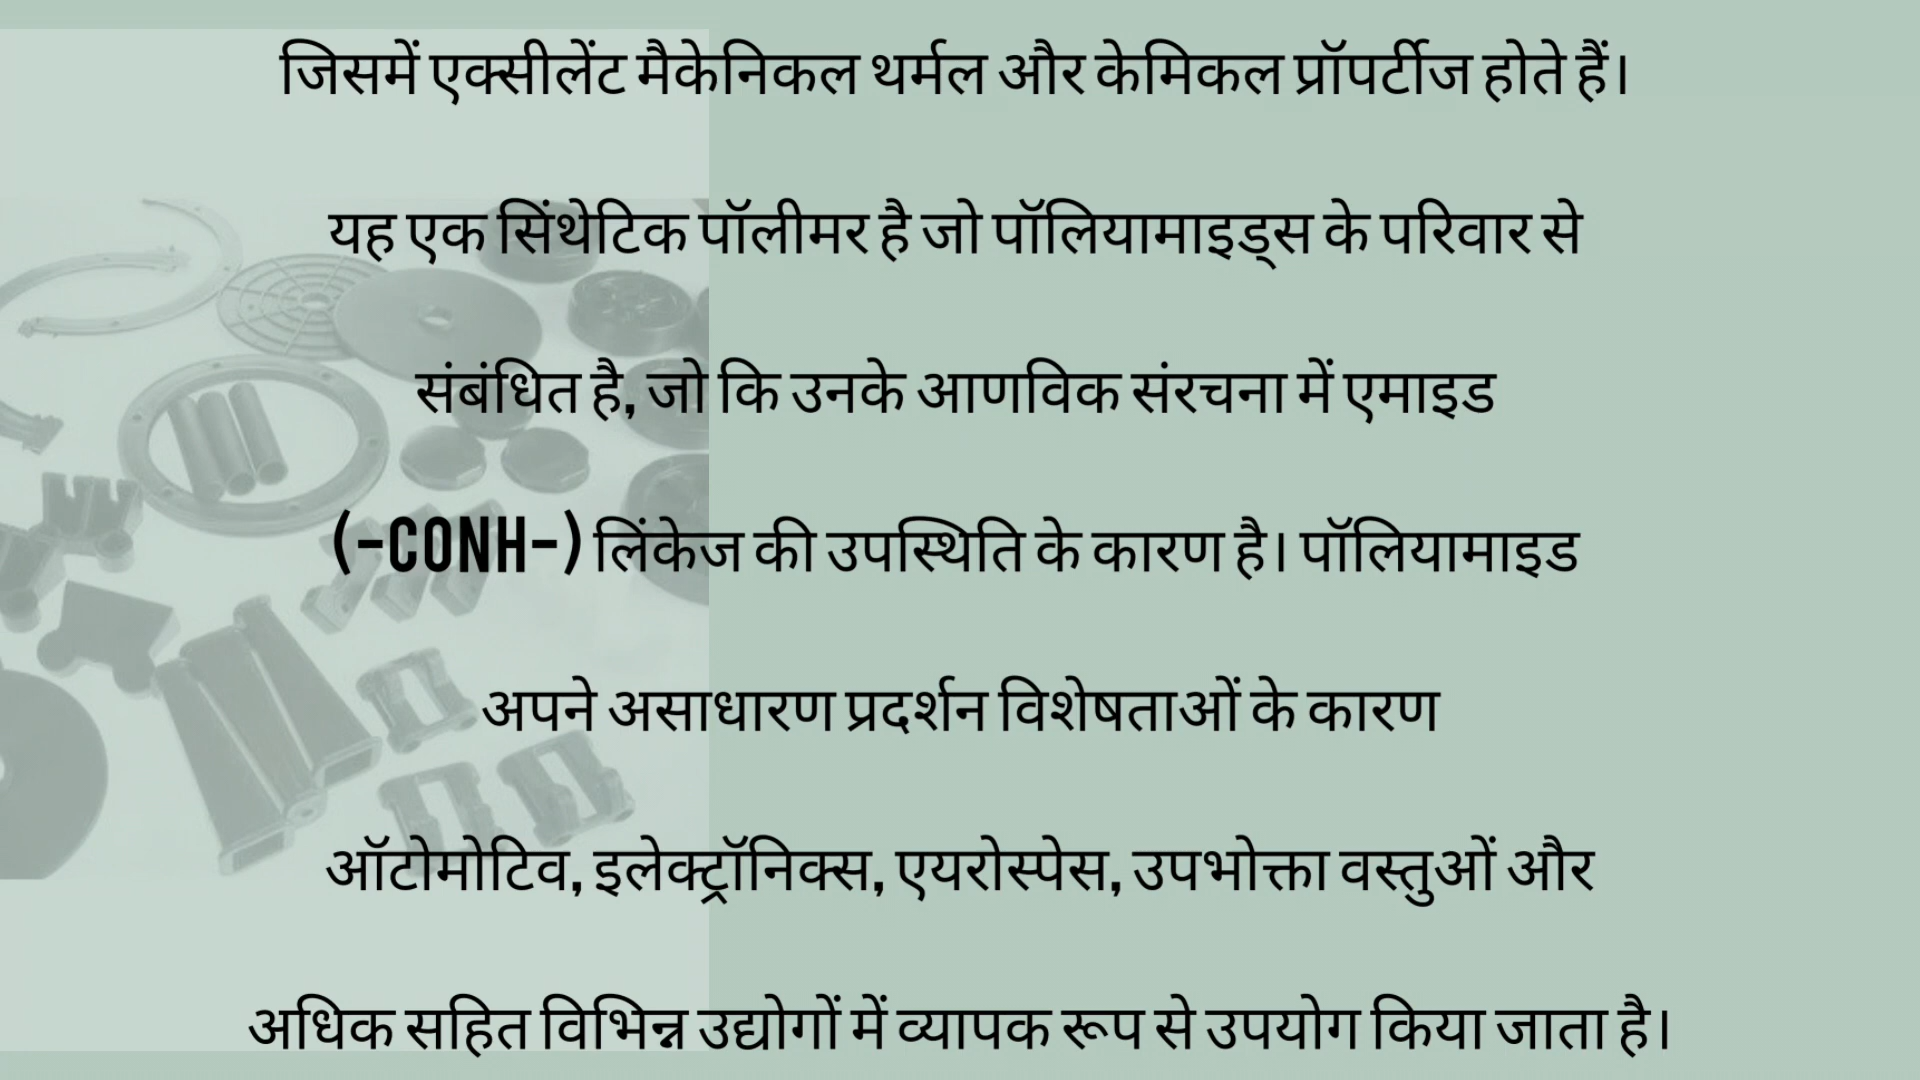 जिसमें एक्सीलेंट मैकेनिकल थर्मल और केमिकल प्रॉपर्टीज होते हैं।
यह एक सिंथेटिक पॉलीमर है जो पॉलियामाइड्स के परिवार से
संबंधित है, जो कि उनके आणविक संरचना में एमाइड
(-CONH-) लिंकेज की उपस्थिति के कारण है। पॉलियामाइड
अपने असाधारण प्रदर्शन विशेषताओं के कारण
ऑटोमोटिव, इलेक्ट्रॉनिक्स, एयरोस्पेस, उपभोक्ता वस्तुओं और
अधिक सहित विभिन्न उद्योगों में व्यापक रूप से उपयोग किया जाता है।